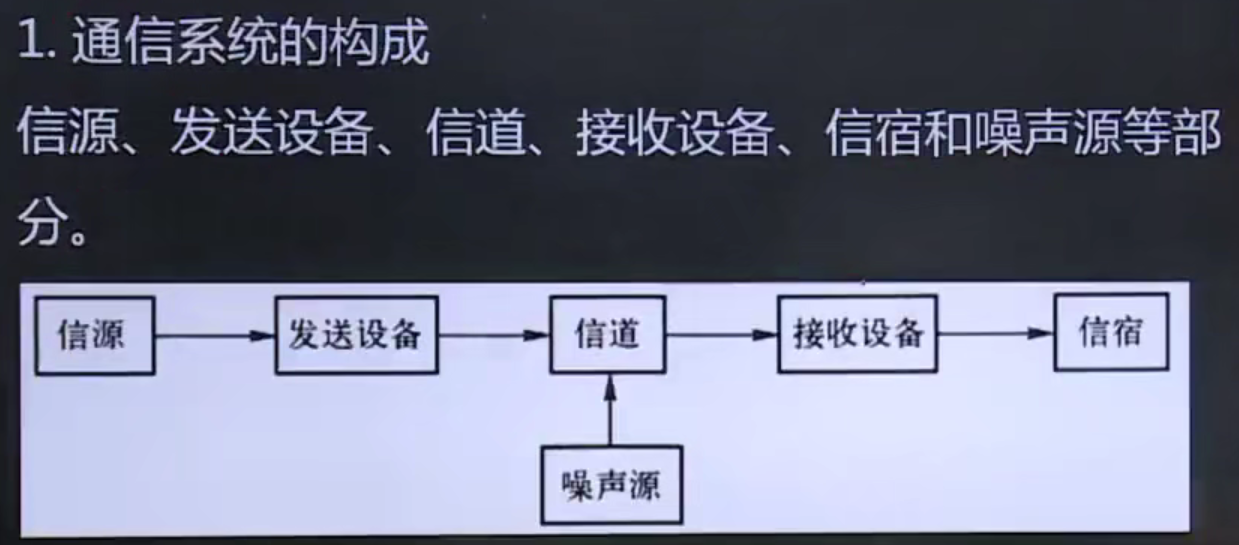 1. 通信系统的构成
信源、发送设备、信道、接收设备、信宿和噪声源等部
分。
信源 发送设备 信道 接收设备 信宿
噪声源